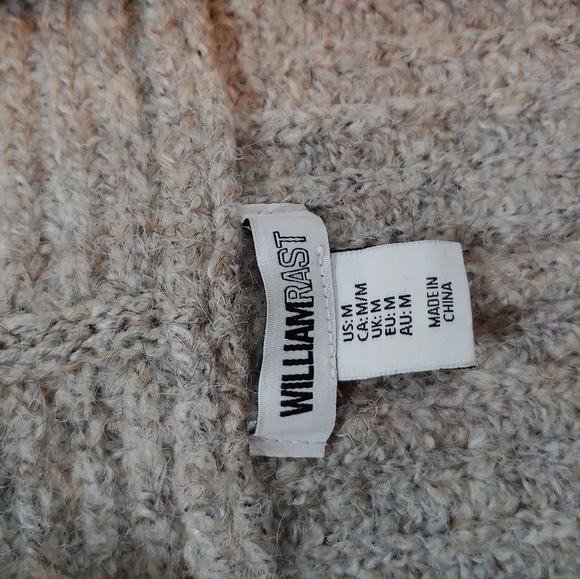 WILLIAMRAST
US: M
CA: M/M
UK: M
EU: M
AU: M
MADE IN
CHINA